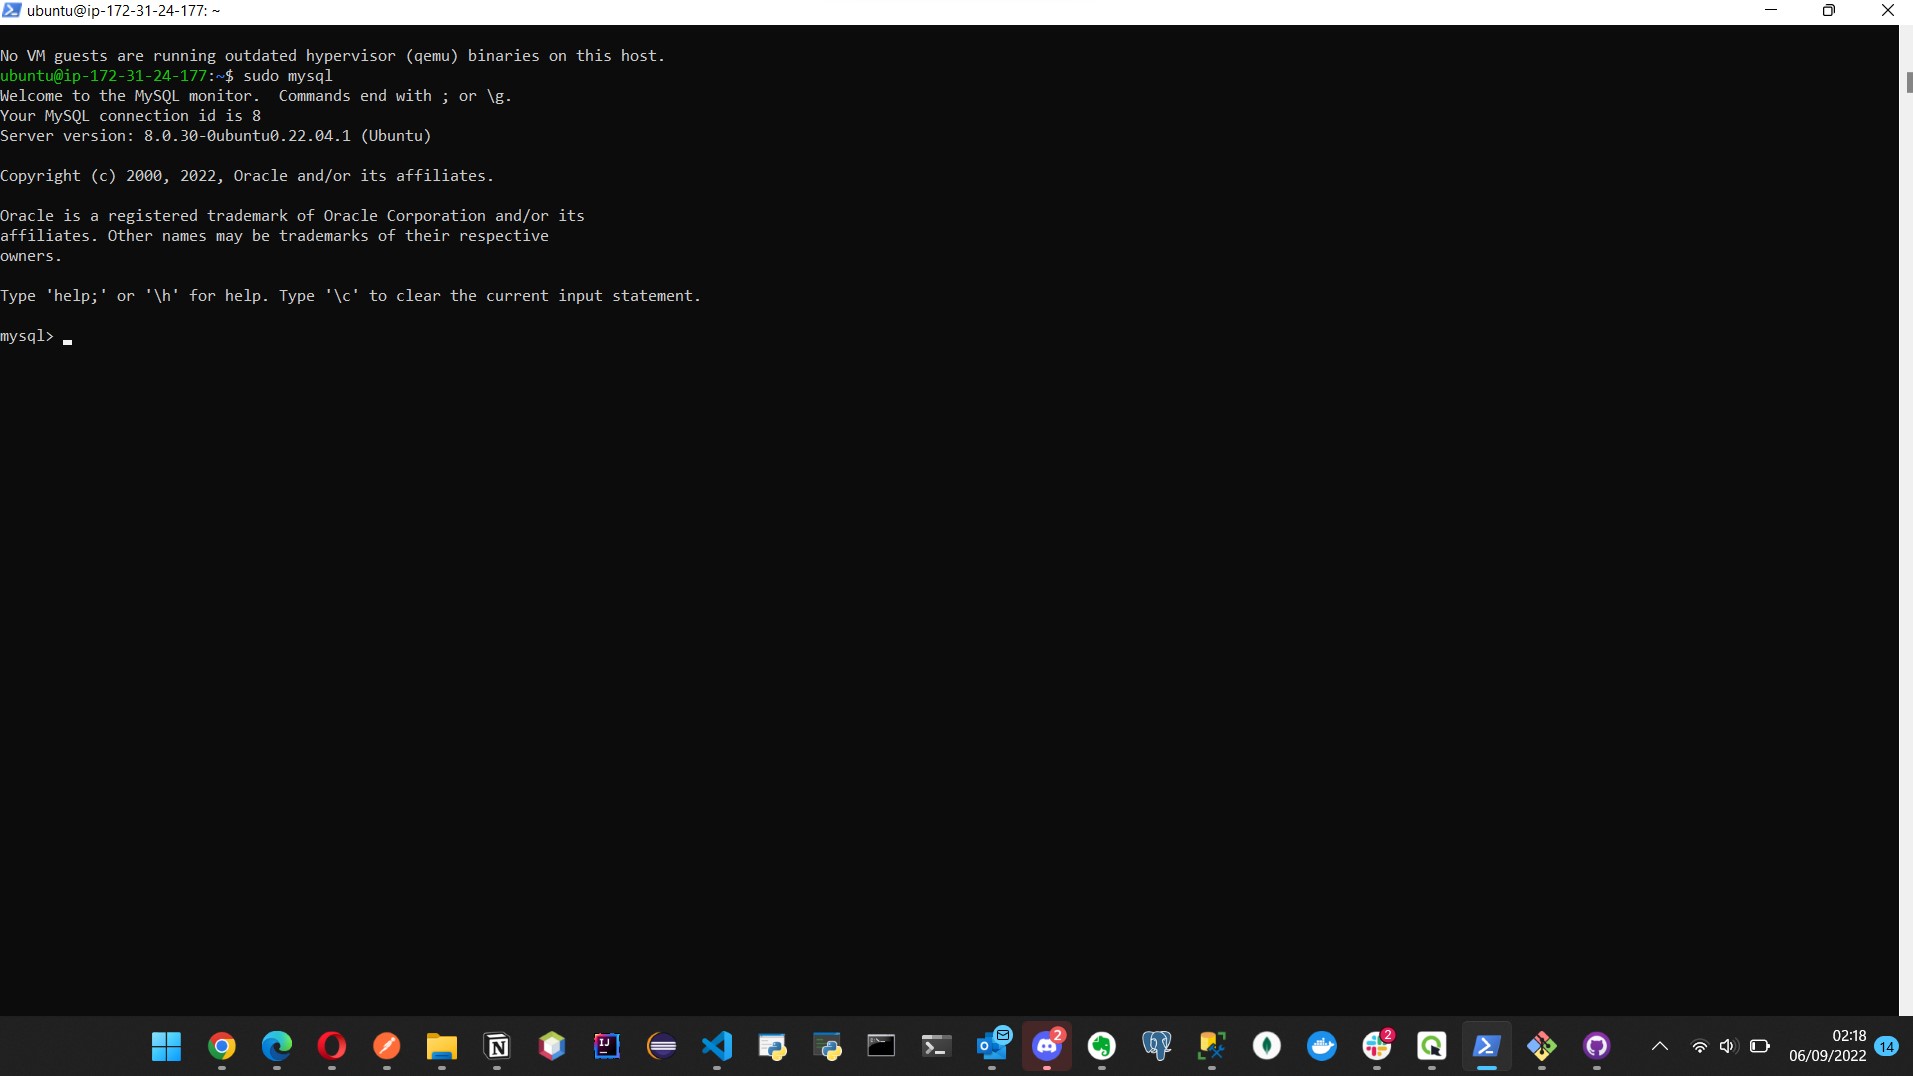 ubuntu@ip-172-31-24-177: ~
No VM guests are running outdated hypervisor (qemu) binaries on this host.
ubuntu@ip-172-31-24-177:~$ sudo mysql
Welcome to the MySQL monitor.  Commands end with ; or \g.
Your MySQL connection id is 8
Server version: 8.0.30-0ubuntu0.22.04.1 (Ubuntu)
Copyright (c) 2000, 2022, Oracle and/or its affiliates.
Oracle is a registered trademark of Oracle Corporation and/or its
affiliates. Other names may be trademarks of their respective
owners.
Type 'help;' or '\h' for help. Type '\c' to clear the current input statement.
mysql>
IJ
2
2
02:18
06/09/2022
14